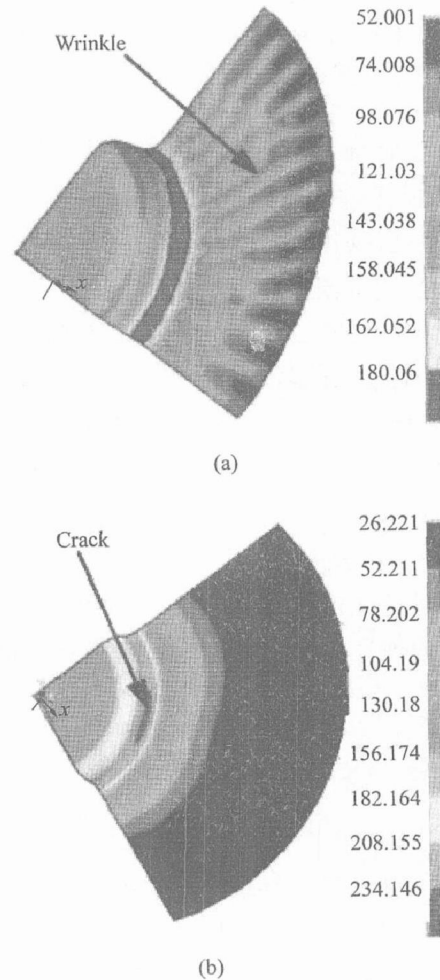 52.001
Wrinkle
74.008
98.076
121.03
143.038
158.045
x
162.052
180.06
(a)
26.221
Crack
52.211
78.202
104.19
x
130.18
156.174
182.164
208.155
234.146
(b)